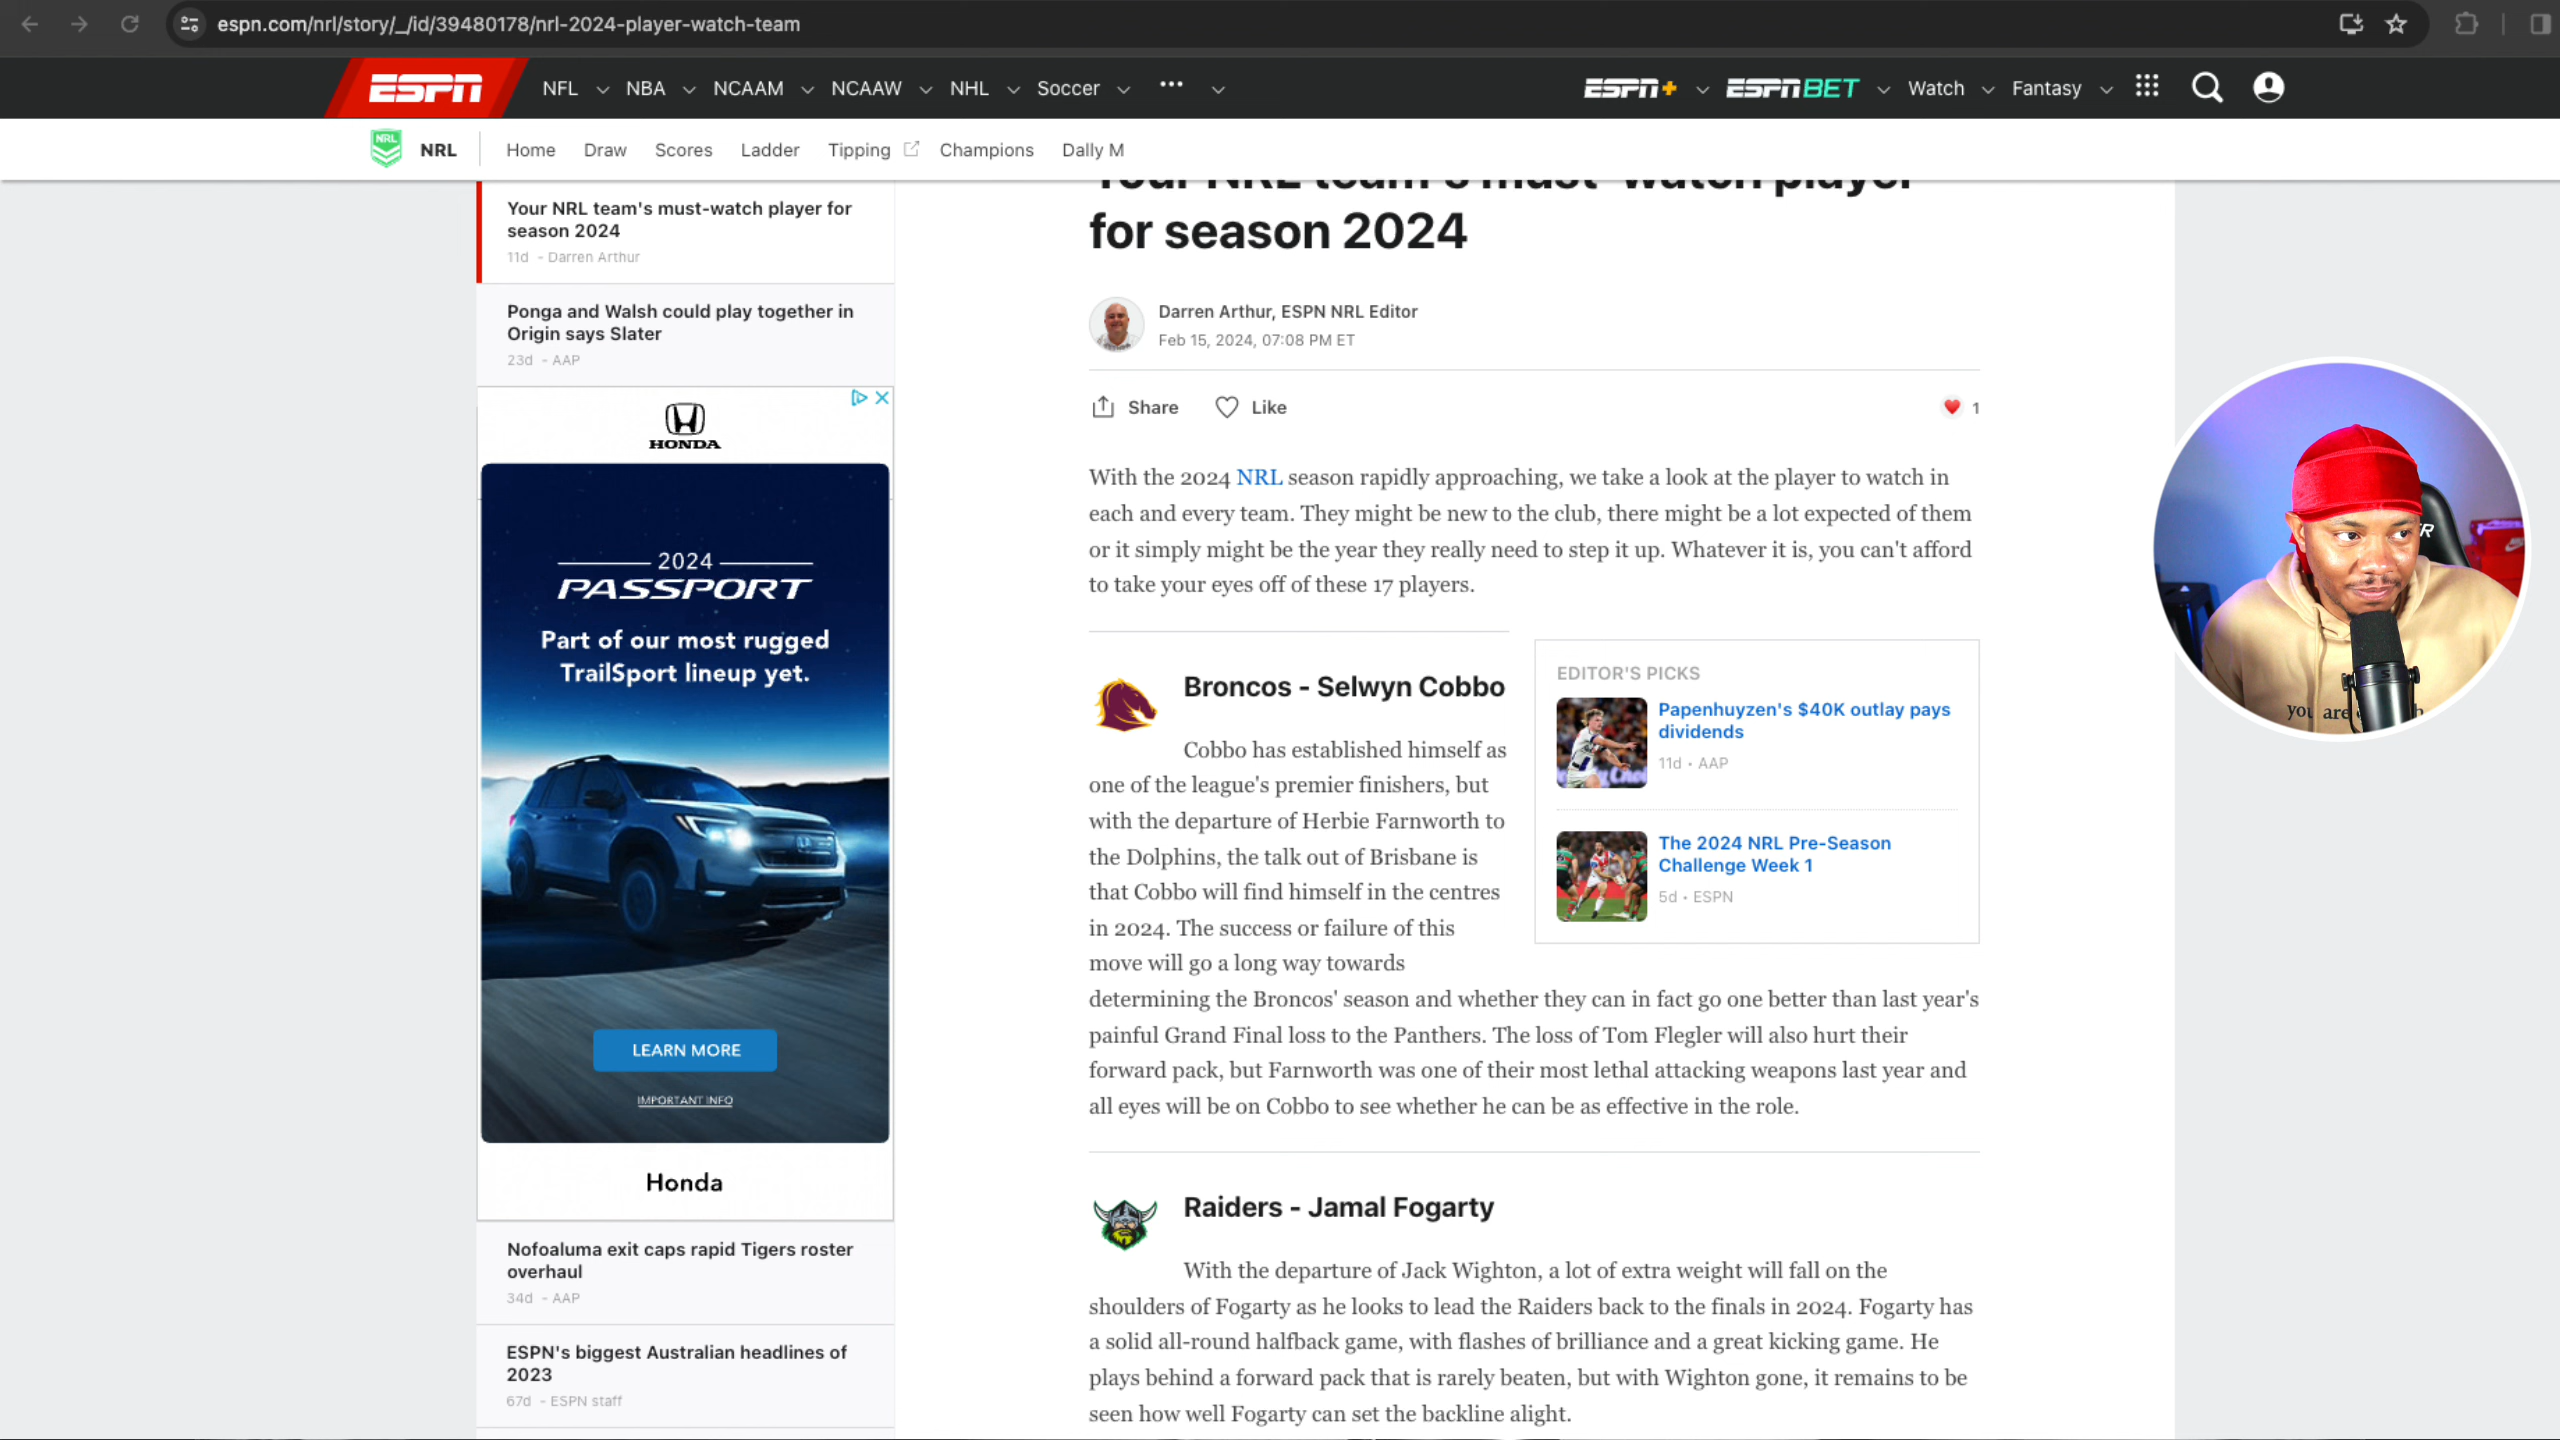 espn.com/nrl/story/_/id/39480178/nrl-2024-player-watch-team
ESPN NFL NBA NCAAM NCAAW NHL Soccer ••• ESPN+ ESPN BET Watch Fantasy
NRL NRL Home Draw Scores Ladder Tipping Champions Dally M
Your NRL team's must-watch player for
season 2024
11d - Darren Arthur
Ponga and Walsh could play together in
Origin says Slater
23d - AAP
HONDA
2024
PASSPORT
Part of our most rugged
TrailSport lineup yet.
LEARN MORE
IMPORTANT INFO
Honda
Nofoaluma exit caps rapid Tigers roster
overhaul
34d - AAP
ESPN's biggest Australian headlines of
2023
67d - ESPN staff
Your NRL team's must-watch player
for season 2024
Darren Arthur, ESPN NRL Editor
Feb 15, 2024, 07:08 PM ET
Share Like 1
With the 2024 NRL season rapidly approaching, we take a look at the player to watch in
each and every team. They might be new to the club, there might be a lot expected of them
or it simply might be the year they really need to step it up. Whatever it is, you can't afford
to take your eyes off of these 17 players.
Broncos - Selwyn Cobbo
Cobbo has established himself as
one of the league's premier finishers, but
with the departure of Herbie Farnworth to
the Dolphins, the talk out of Brisbane is
that Cobbo will find himself in the centres
in 2024. The success or failure of this
move will go a long way towards
determining the Broncos' season and whether they can in fact go one better than last year's
painful Grand Final loss to the Panthers. The loss of Tom Flegler will also hurt their
forward pack, but Farnworth was one of their most lethal attacking weapons last year and
all eyes will be on Cobbo to see whether he can be as effective in the role.
EDITOR'S PICKS
Papenhuyzen's $40K outlay pays
dividends
11d • AAP
The 2024 NRL Pre-Season
Challenge Week 1
5d • ESPN
Raiders - Jamal Fogarty
With the departure of Jack Wighton, a lot of extra weight will fall on the
shoulders of Fogarty as he looks to lead the Raiders back to the finals in 2024. Fogarty has
a solid all-round halfback game, with flashes of brilliance and a great kicking game. He
plays behind a forward pack that is rarely beaten, but with Wighton gone, it remains to be
seen how well Fogarty can set the backline alight.
you are